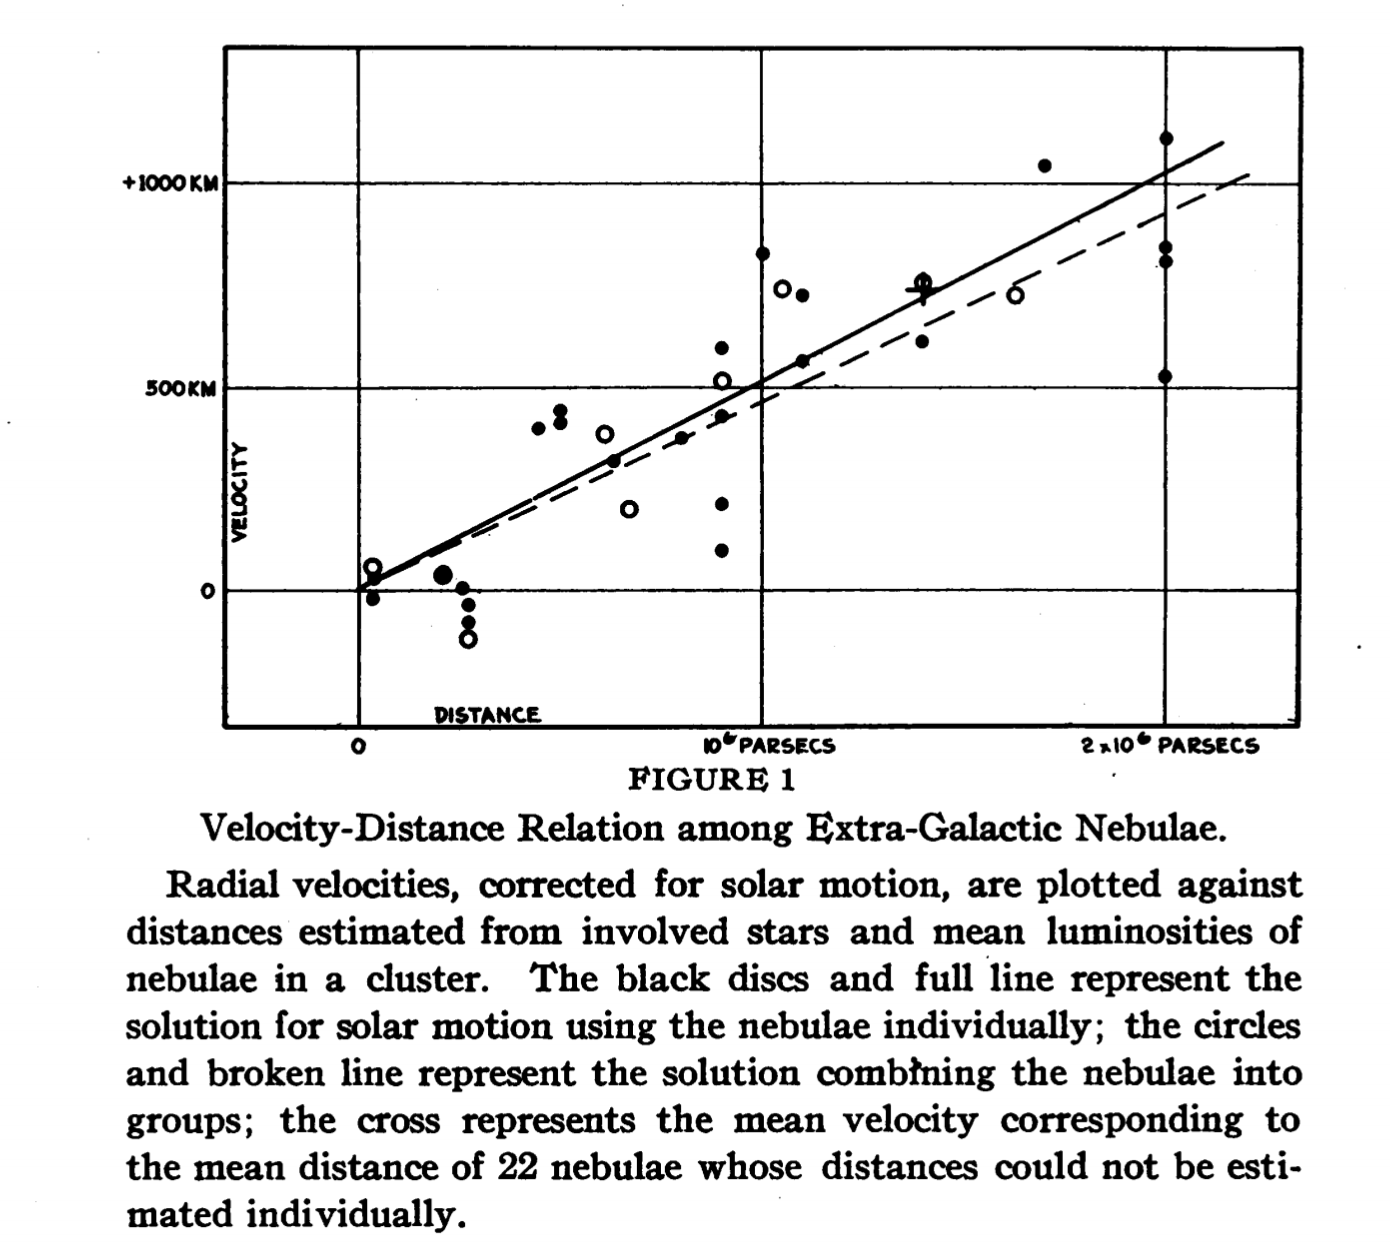 +1000 KM
500 KM
VELOCITY
0
DISTANCE
0
10⁶ PARSECS
2 x 10⁶ PARSECS
FIGURE 1
Velocity-Distance Relation among Extra-Galactic Nebulae.
Radial velocities, corrected for solar motion, are plotted against
distances estimated from involved stars and mean luminosities of
nebulae in a cluster. The black discs and full line represent the
solution for solar motion using the nebulae individually; the circles
and broken line represent the solution combining the nebulae into
groups; the cross represents the mean velocity corresponding to
the mean distance of 22 nebulae whose distances could not be esti-
mated individually.